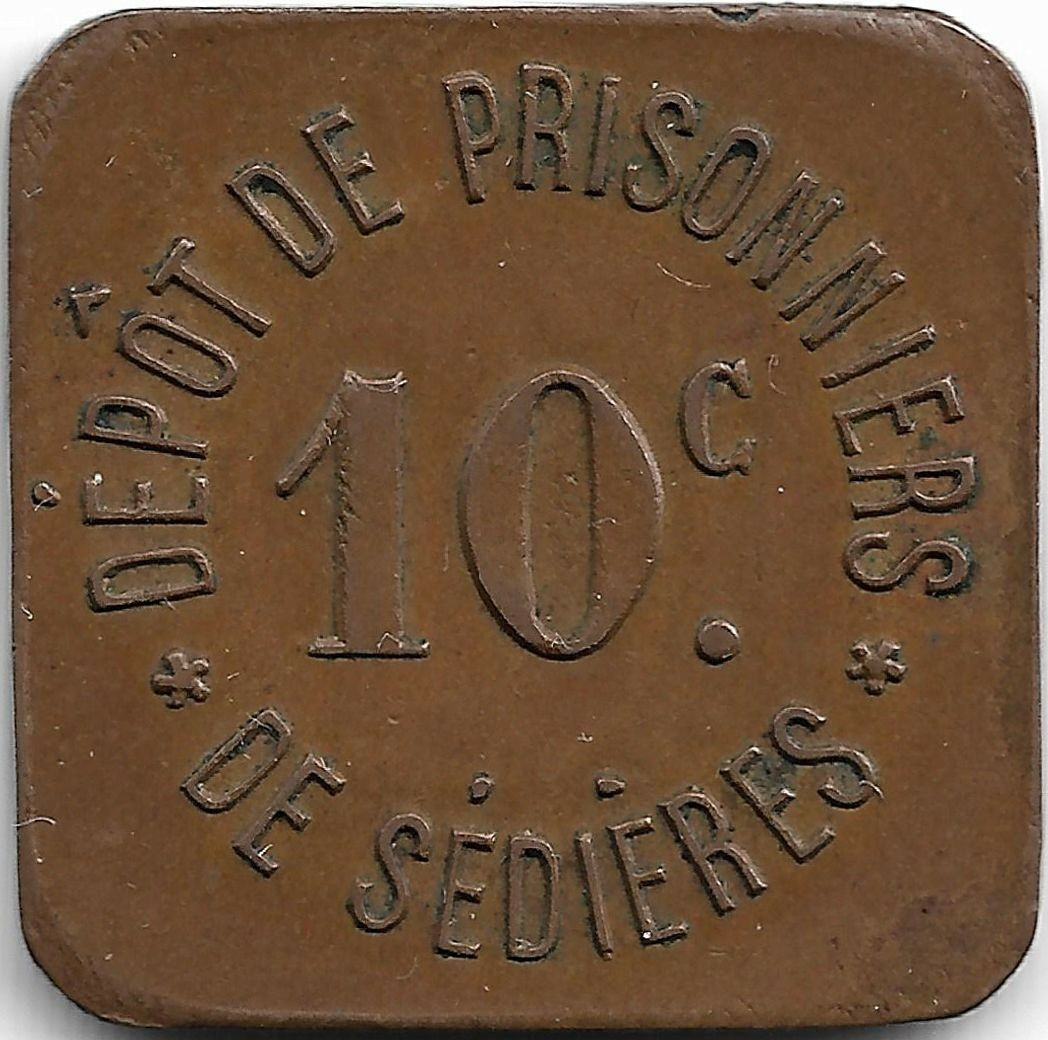 DÉPÔT DE PRISONNIERS
10c.
* DE SÉDIÈRES *